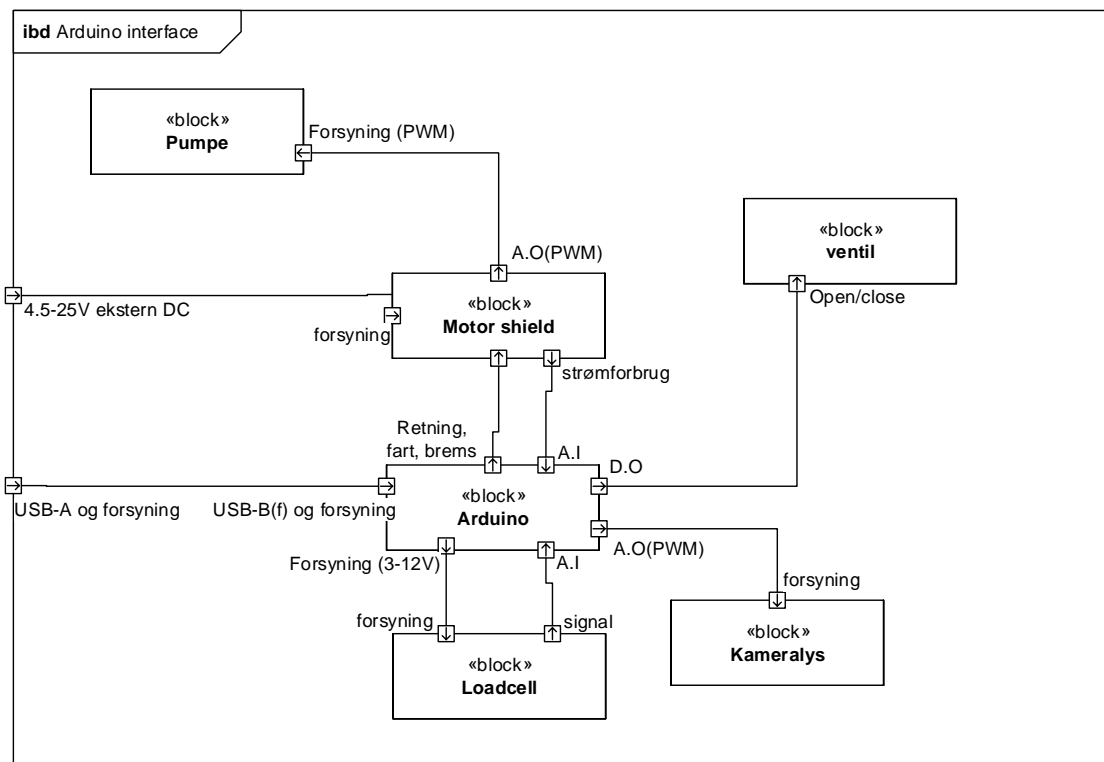 ibd Arduino interface
«block»
Pumpe
Forsyning (PWM)
«block»
ventil
Open/close
A.O(PWM)
4.5-25V ekstern DC
«block»
Motor shield
forsyning
strømforbrug
Retning,
fart, brems
A.I
D.O
USB-A og forsyning
USB-B(f) og forsyning
«block»
Arduino
A.O(PWM)
Forsyning (3-12V)
A.I
forsyning
forsyning
signal
«block»
Kameralys
«block»
Loadcell